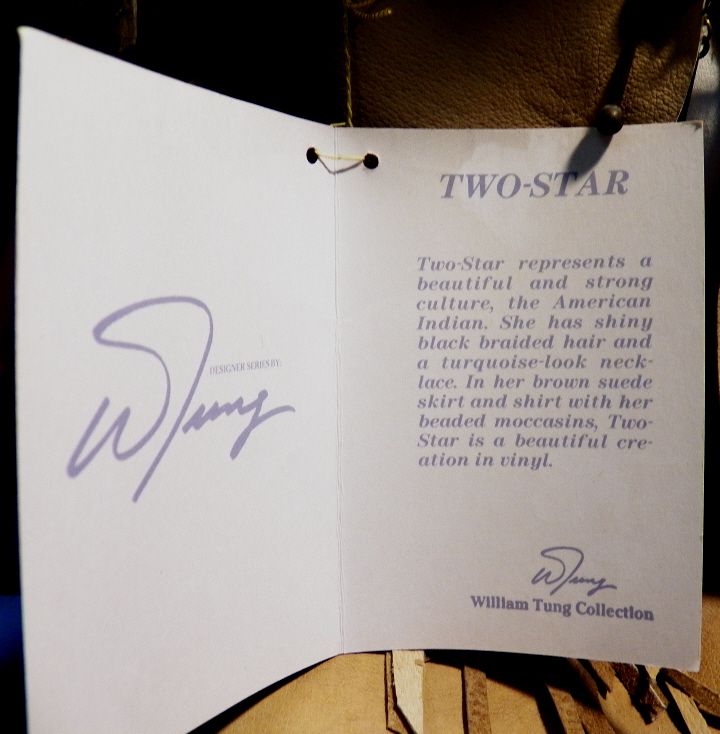 DESIGNER SERIES BY:
W Tung
TWO-STAR
Two-Star represents a
beautiful and strong
culture, the American
Indian. She has shiny
black braided hair and
a turquoise-look neck-
lace. In her brown suede
skirt and shirt with her
beaded moccasins, Two-
Star is a beautiful cre-
ation in vinyl.
W Tung
William Tung Collection